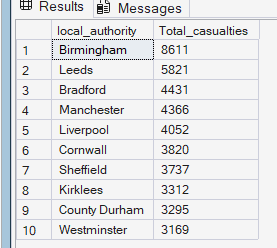 Results Messages
local_authority Total_casualties
1 Birmingham 8611
2 Leeds 5821
3 Bradford 4431
4 Manchester 4366
5 Liverpool 4052
6 Cornwall 3820
7 Sheffield 3737
8 Kirklees 3312
9 County Durham 3295
10 Westminster 3169